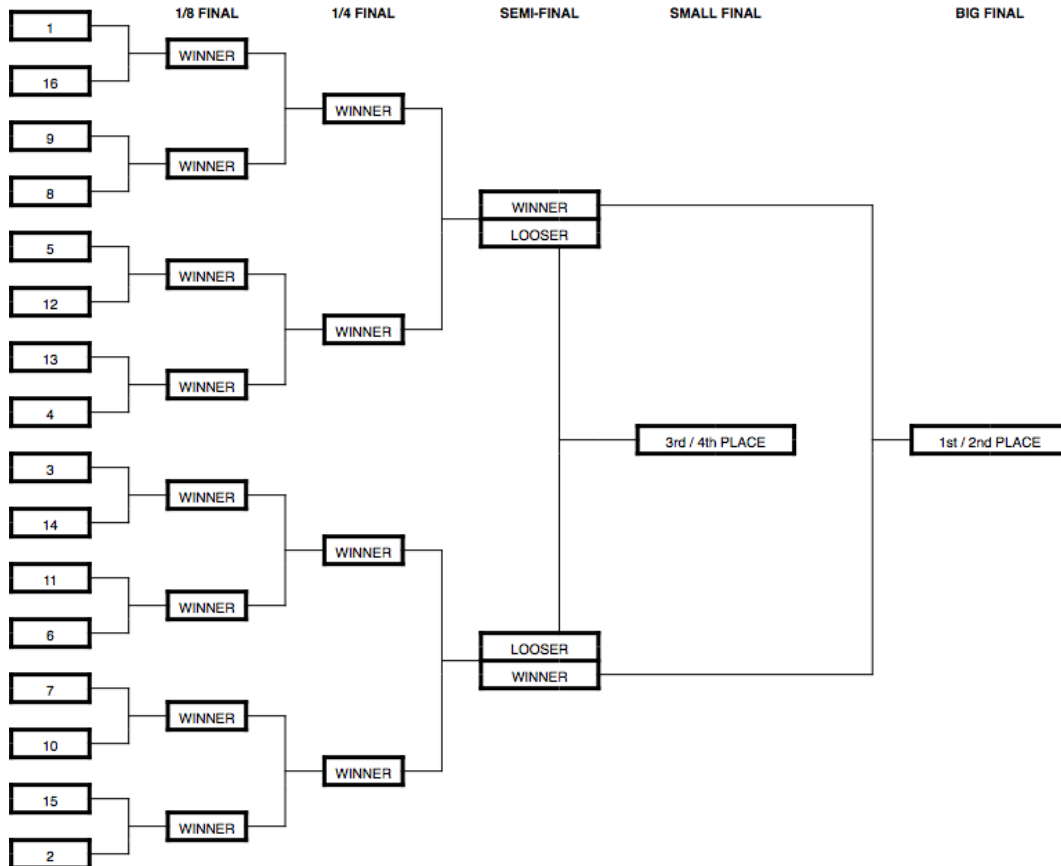 1/8 FINAL 1/4 FINAL SEMI-FINAL SMALL FINAL BIG FINAL
1
WINNER
16
WINNER
9
WINNER
8
WINNER
LOOSER
5
WINNER
12
WINNER
13
WINNER
4
3rd / 4th PLACE 1st / 2nd PLACE
3
WINNER
14
WINNER
11
WINNER
6
LOOSER
WINNER
7
WINNER
10
WINNER
15
WINNER
2